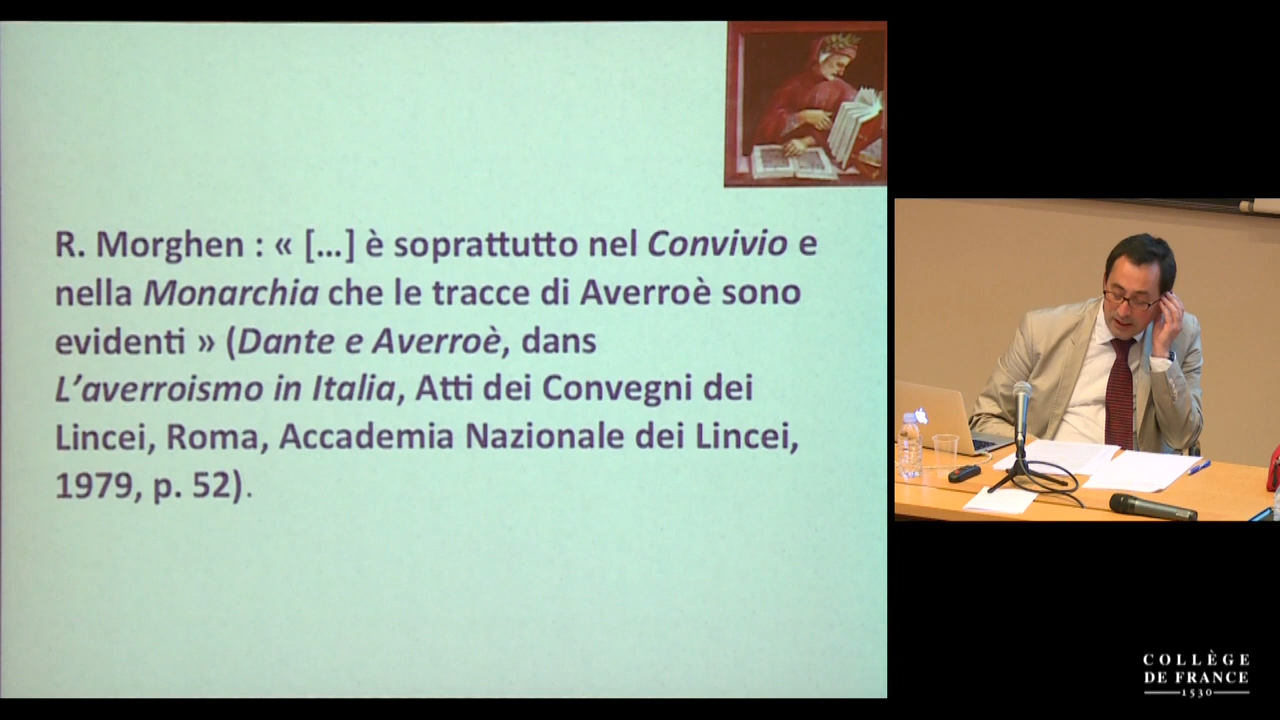 R. Morghen : « [...] è soprattutto nel Convivio e
nella Monarchia che le tracce di Averroè sono
evidenti » (Dante e Averroè, dans
L’averroismo in Italia, Atti dei Convegni dei
Lincei, Roma, Accademia Nazionale dei Lincei,
1979, p. 52).
COLLÈGE
DE FRANCE
1530